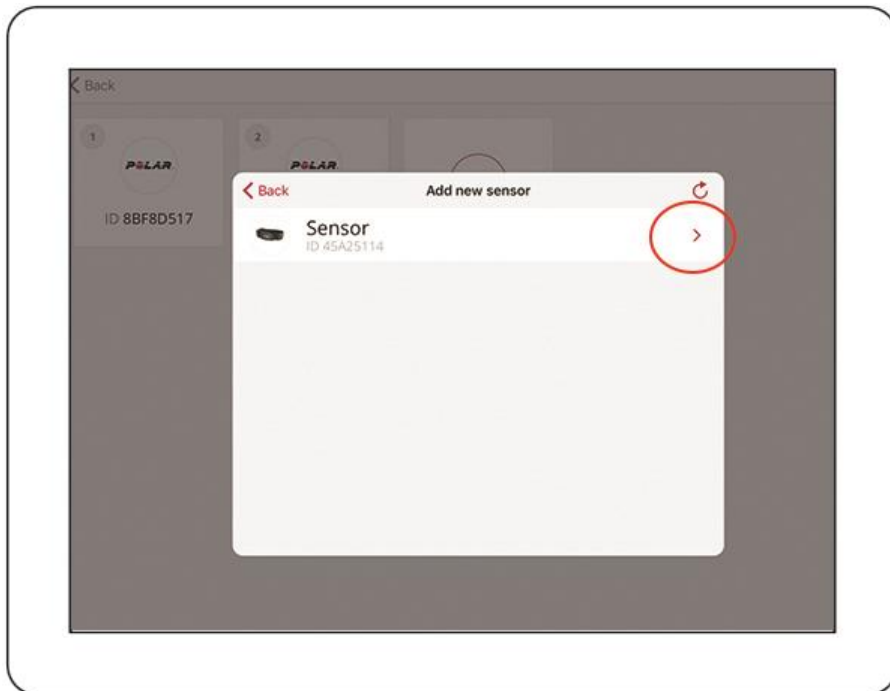 Back
1
POLAR
ID 8BF8D517
2
POLAR
Back
Add new sensor
Sensor
ID 45A25114